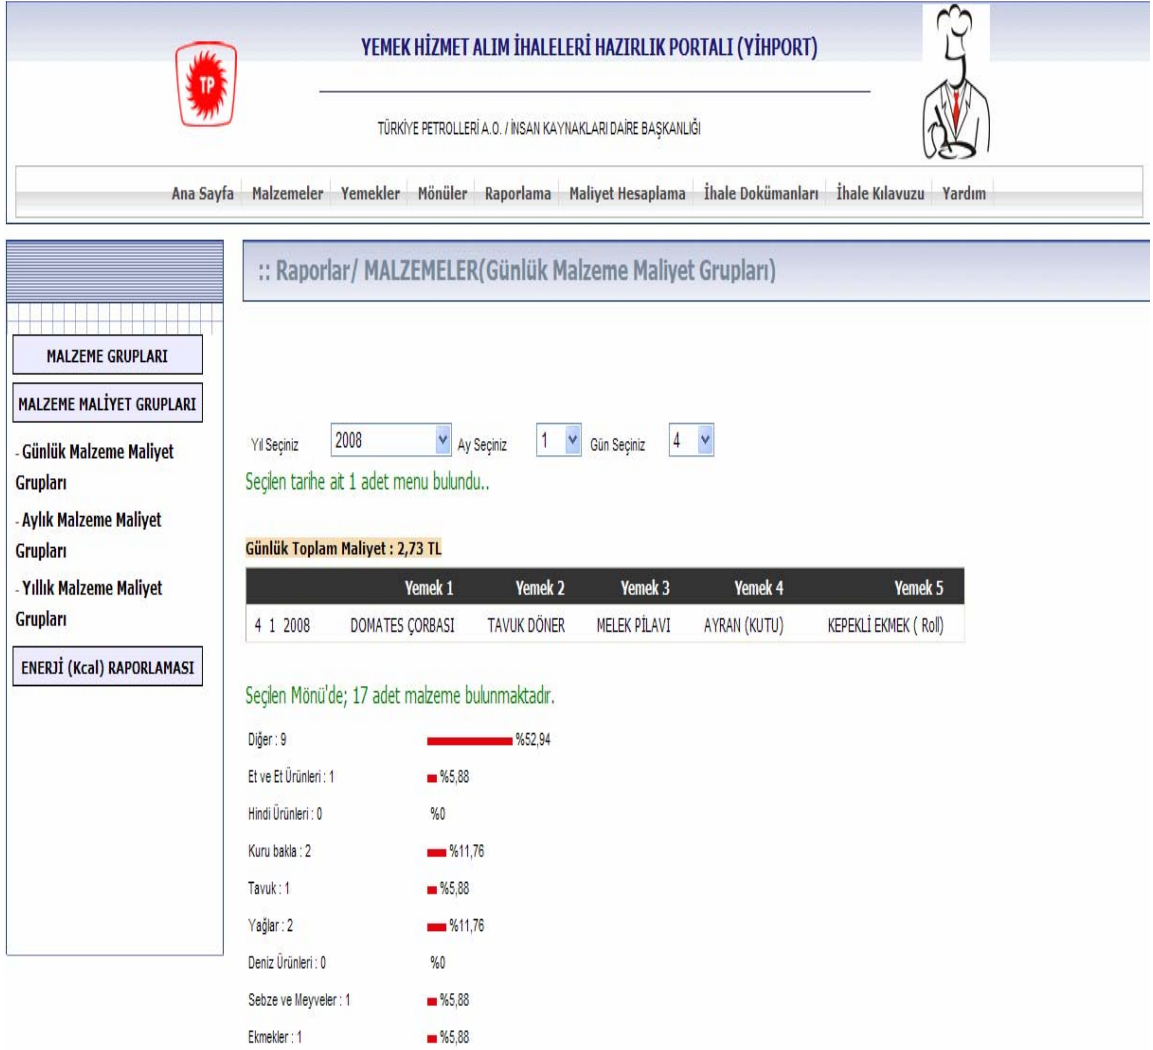 YEMEK HİZMET ALIM İHALELERİ HAZIRLIK PORTALI (YİHPORT)
TP
TÜRKİYE PETROLLERİ A.O. / İNSAN KAYNAKLARI DAİRE BAŞKANLIĞI
Ana Sayfa Malzemeler Yemekler Mönüler Raporlama Maliyet Hesaplama İhale Dokümanları İhale Kılavuzu Yardım
:: Raporlar/ MALZEMELER(Günlük Malzeme Maliyet Grupları)
MALZEME GRUPLARI
MALZEME MALİYET GRUPLARI
- Günlük Malzeme Maliyet
Grupları
- Aylık Malzeme Maliyet
Grupları
- Yıllık Malzeme Maliyet
Grupları
ENERJİ (Kcal) RAPORLAMASI
Yıl Seçiniz 2008 Ay Seçiniz 1 Gün Seçiniz 4
Seçilen tarihe ait 1 adet menu bulundu..
Günlük Toplam Maliyet : 2,73 TL
Yemek 1 Yemek 2 Yemek 3 Yemek 4 Yemek 5
4 1 2008 DOMATES ÇORBASI TAVUK DÖNER MELEK PİLAVI AYRAN (KUTU) KEPEKLİ EKMEK ( Roll)
Seçilen Mönü'de; 17 adet malzeme bulunmaktadır.
Diğer : 9 %52,94
Et ve Et Ürünleri : 1 %5,88
Hindi Ürünleri : 0 %0
Kuru bakla : 2 %11,76
Tavuk : 1 %5,88
Yağlar : 2 %11,76
Deniz Ürünleri : 0 %0
Sebze ve Meyveler : 1 %5,88
Ekmekler : 1 %5,88